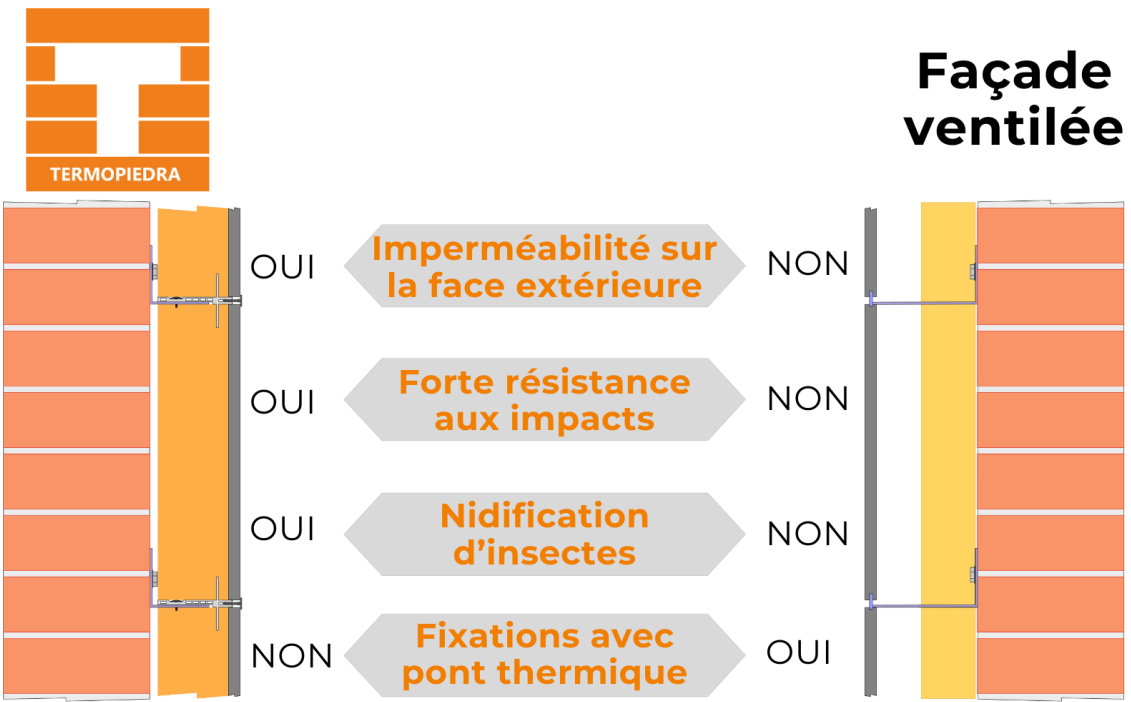 TERMOPIEDRA
Façade
ventilée
OUI
Imperméabilité sur
la face extérieure
NON
OUI
Forte résistance
aux impacts
NON
OUI
Nidification
d’insectes
NON
NON
Fixations avec
pont thermique
OUI